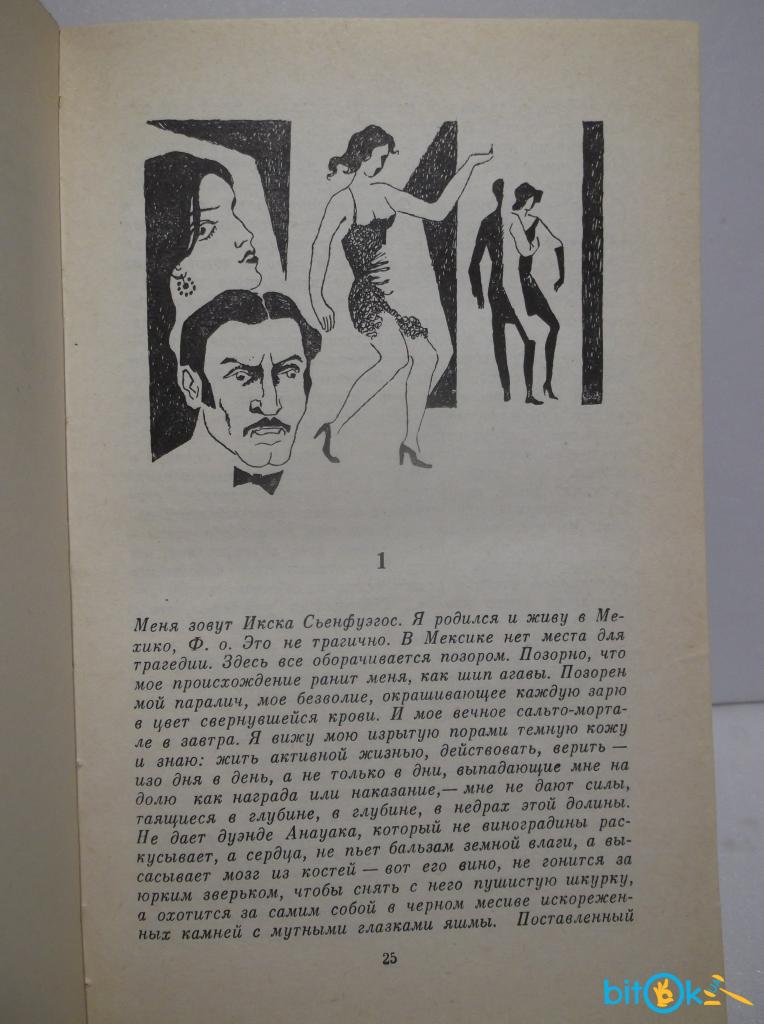 1
Меня зовут Икска Сьенфуэгос. Я родился и живу в Ме-
хико, Ф. о. Это не трагично. В Мексике нет места для
трагедии. Здесь все оборачивается позором. Позорно, что
мое происхождение ранит меня, как шип агавы. Позорен
мой паралич, мое безволие, окрашивающее каждую зарю
в цвет свернувшейся крови. И мое вечное сальто-морта-
ле в завтра. Я вижу мою изрытую порами темную кожу
и знаю: жить активной жизнью, действовать, верить —
изо дня в день, а не только в дни, выпадающие мне на
долю как награда или наказание,— мне не дают силы,
таящиеся в глубине, в глубине, в недрах этой долины.
Не дает дуэнде Анауака, который не виноградины рас-
кусывает, а сердца, не пьет бальзам земной влаги, а вы-
сасывает мозг из костей — вот его вино, не гонится за
юрким зверьком, чтобы снять с него пушистую шкурку,
а охотится за самим собой в черном месиве искорежен-
ных камней с мутными глазками яшмы. Поставленный
25
bitok